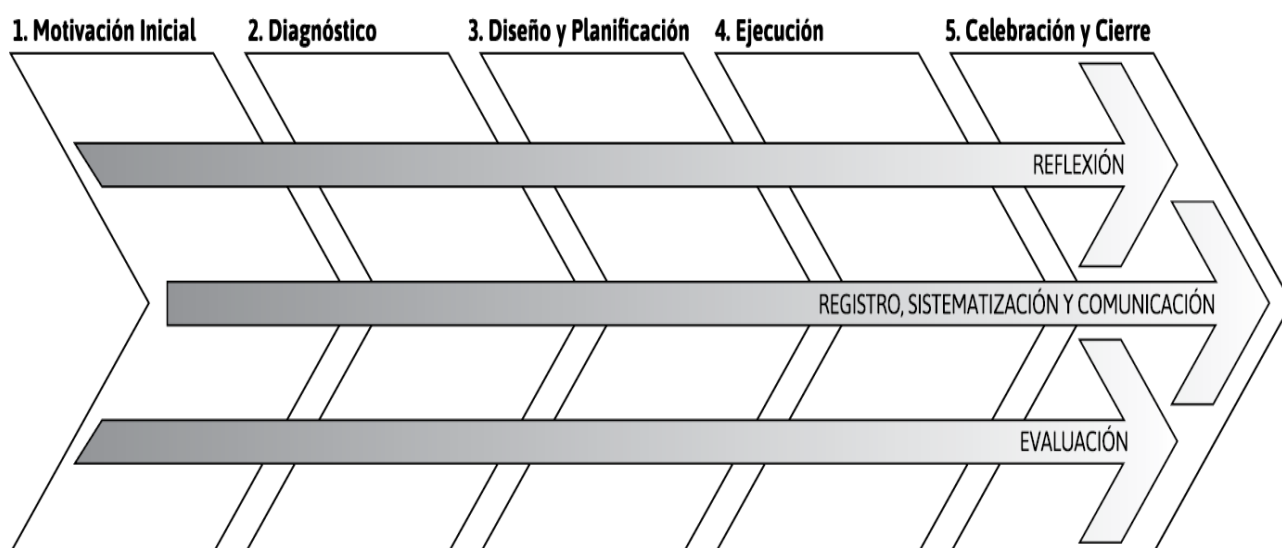 1. Motivación Inicial
2. Diagnóstico
3. Diseño y Planificación
4. Ejecución
5. Celebración y Cierre
REFLEXIÓN
REGISTRO, SISTEMATIZACIÓN Y COMUNICACIÓN
EVALUACIÓN